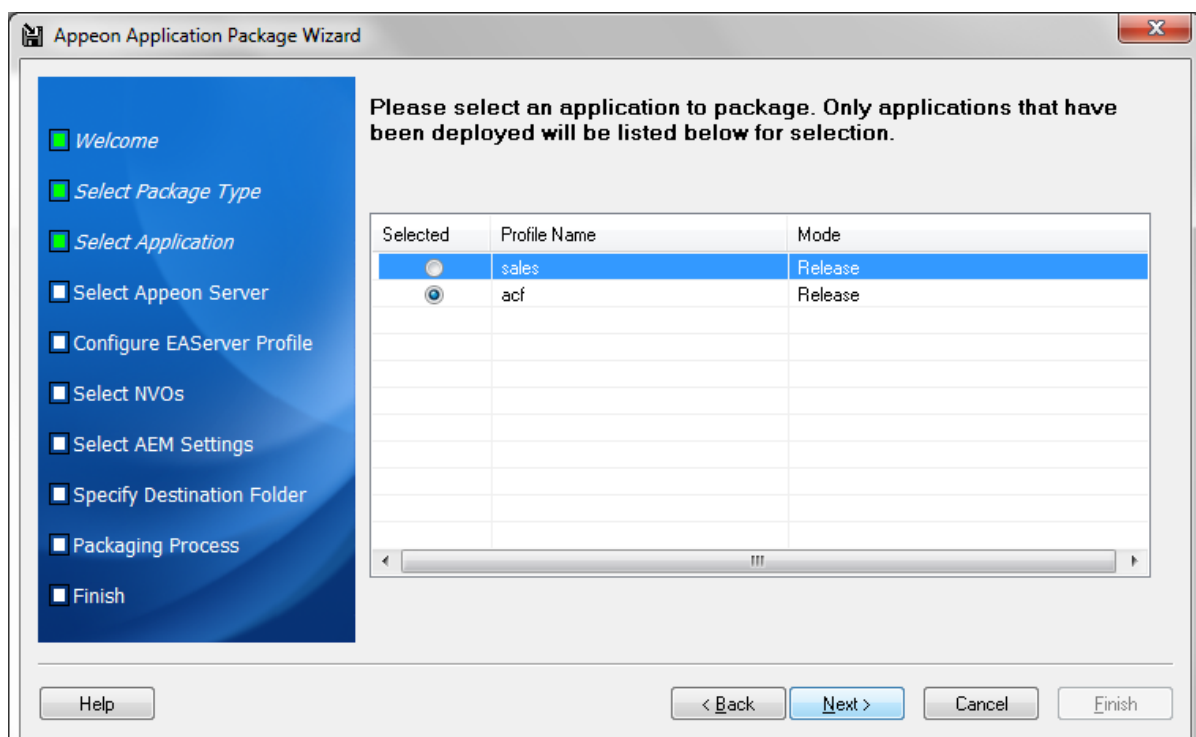 Appeon Application Package Wizard
Welcome
Select Package Type
Select Application
Select Appeon Server
Configure EAServer Profile
Select NVOs
Select AEM Settings
Specify Destination Folder
Packaging Process
Finish
Please select an application to package. Only applications that have
been deployed will be listed below for selection.
Selected Profile Name Mode
sales Release
acf Release
Help < Back Next > Cancel Finish